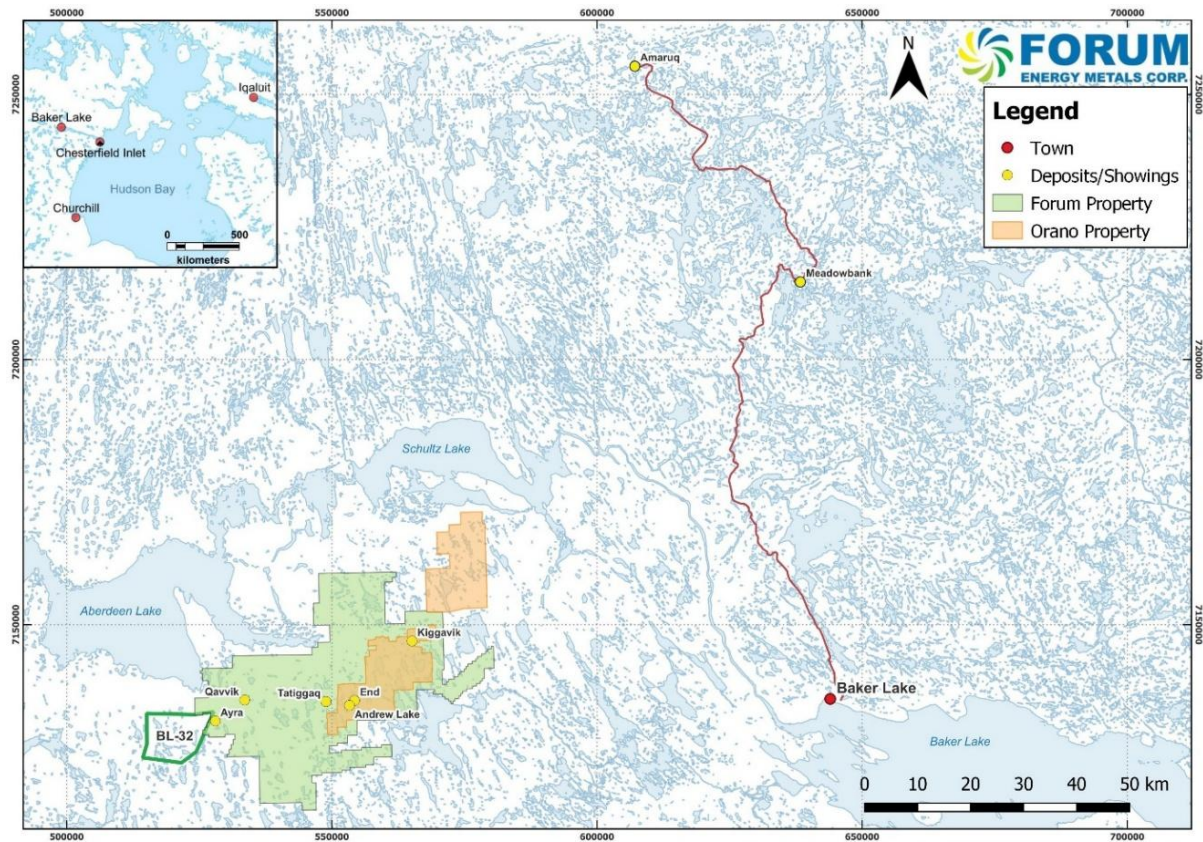 500000
550000
600000
650000
700000
Iqaluit
Baker Lake
Chesterfield Inlet
Hudson Bay
Churchill
0 500
kilometers
Amaruq
N
FORUM
ENERGY METALS CORP.
Legend
Town
Deposits/Showings
Forum Property
Orano Property
7250000
7250000
Meadowbank
7200000
7200000
Schultz Lake
Aberdeen Lake
7150000
7150000
Kiggavik
Qavvik
Tatiggaq
End
Andrew Lake
Ayra
BL-32
Baker Lake
Baker Lake
0 10 20 30 40 50 km
500000
550000
600000
650000
700000